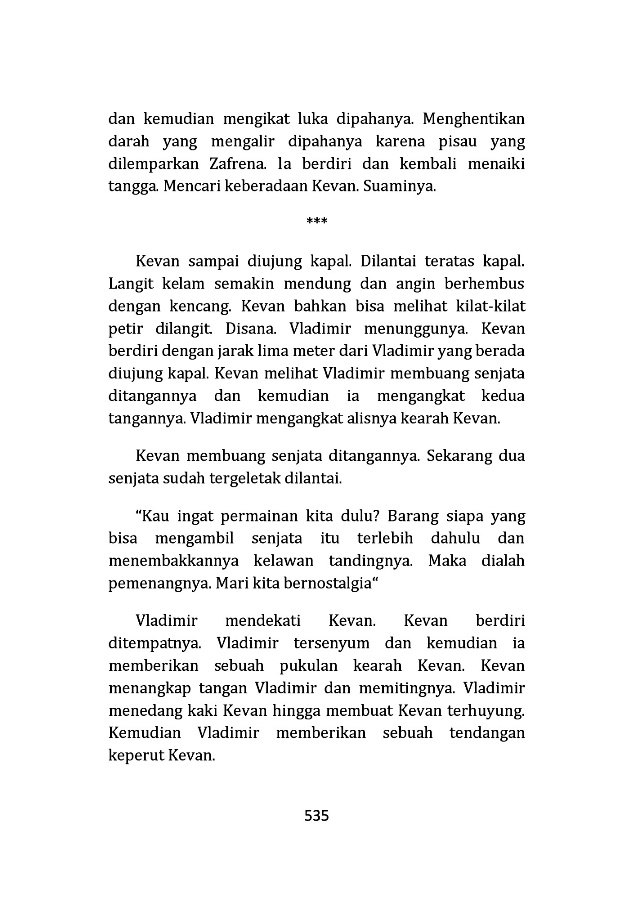 dan kemudian mengikat luka dipahanya. Menghentikan
darah yang mengalir dipahanya karena pisau yang
dilemparkan Zafrena. Ia berdiri dan kembali menaiki
tangga. Mencari keberadaan Kevan. Suaminya.
***
Kevan sampai diujung kapal. Dilantai teratas kapal.
Langit kelam semakin mendung dan angin berhembus
dengan kencang. Kevan bahkan bisa melihat kilat-kilat
petir dilangit. Disana. Vladimir menunggunya. Kevan
berdiri dengan jarak lima meter dari Vladimir yang berada
diujung kapal. Kevan melihat Vladimir membuang senjata
ditangannya dan kemudian ia mengangkat kedua
tangannya. Vladimir mengangkat alisnya kearah Kevan.
Kevan membuang senjata ditangannya. Sekarang dua
senjata sudah tergeletak dilantai.
“Kau ingat permainan kita dulu? Barang siapa yang
bisa mengambil senjata itu terlebih dahulu dan
menembakkannya kelawan tandingnya. Maka dialah
pemenangnya. Mari kita bernostalgia“
Vladimir mendekati Kevan. Kevan berdiri
ditempatnya. Vladimir tersenyum dan kemudian ia
memberikan sebuah pukulan kearah Kevan. Kevan
menangkap tangan Vladimir dan memitingnya. Vladimir
menedang kaki Kevan hingga membuat Kevan terhuyung.
Kemudian Vladimir memberikan sebuah tendangan
keperut Kevan.
535